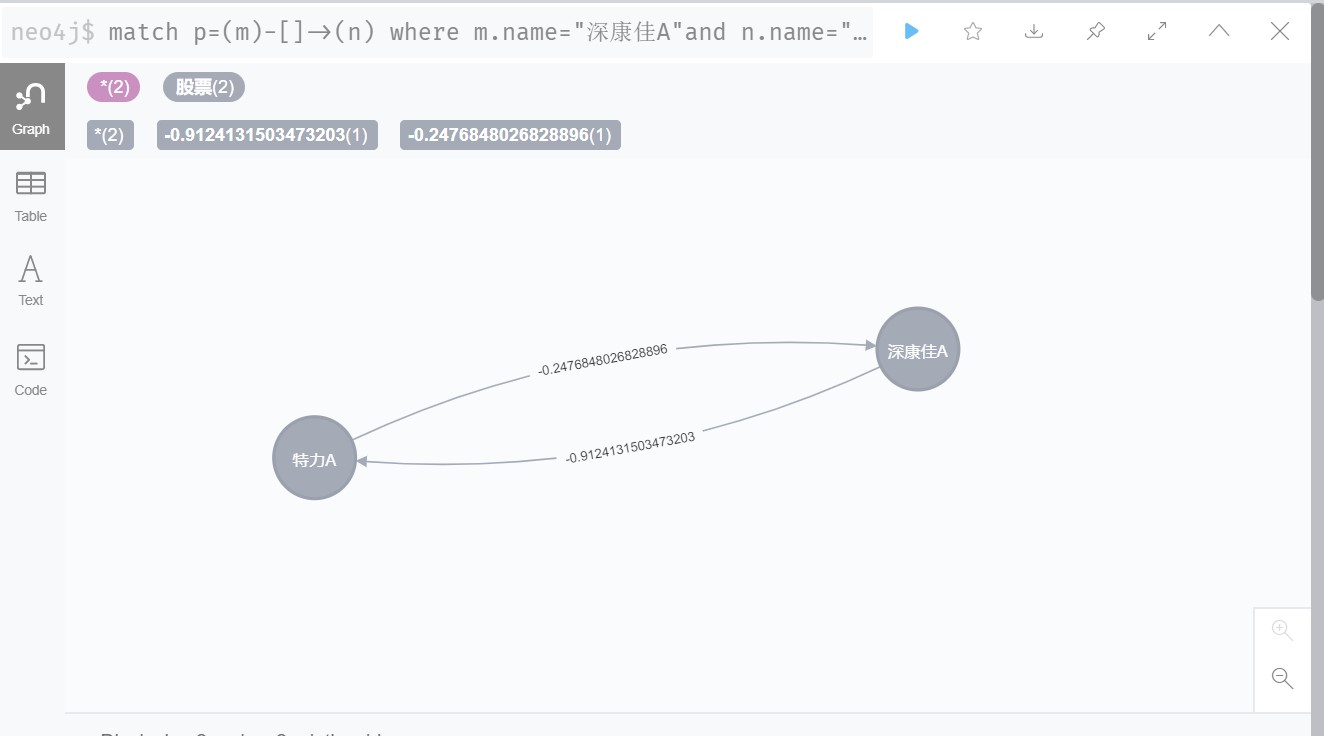 neo4j$ match p=(m)-[]→(n) where m.name="深康佳A"and n.name="…
*(2) 股票(2)
*(2) -0.9124131503473203(1) -0.2476848026828896(1)
Graph
Table
Text
Code
-0.2476848026828896
深康佳A
-0.9124131503473203
特力A